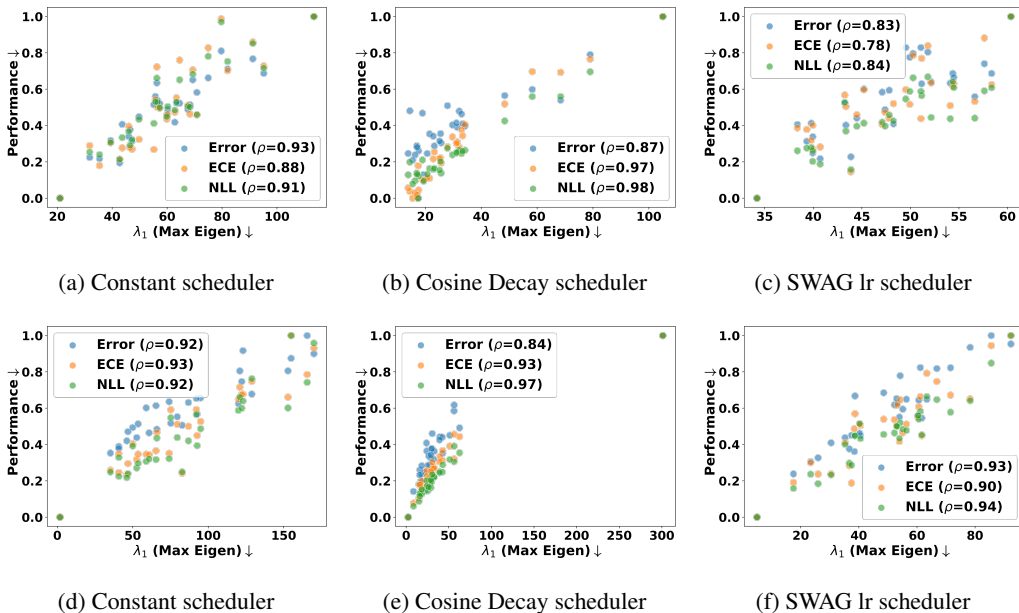 Performance ↓
1.0
0.8
0.6
0.4
0.2
0.0
Error (ρ=0.93)
ECE (ρ=0.88)
NLL (ρ=0.91)
20 40 60 80 100
λ₁ (Max Eigen) ↓
(a) Constant scheduler
Performance ↓
1.0
0.8
0.6
0.4
0.2
0.0
Error (ρ=0.87)
ECE (ρ=0.97)
NLL (ρ=0.98)
20 40 60 80 100
λ₁ (Max Eigen) ↓
(b) Cosine Decay scheduler
Performance ↓
1.0
0.8
0.6
0.4
0.2
0.0
Error (ρ=0.83)
ECE (ρ=0.78)
NLL (ρ=0.84)
35 40 45 50 55 60
λ₁ (Max Eigen) ↓
(c) SWAG lr scheduler
Performance ↓
1.0
0.8
0.6
0.4
0.2
0.0
Error (ρ=0.92)
ECE (ρ=0.93)
NLL (ρ=0.92)
0 50 100 150
λ₁ (Max Eigen) ↓
(d) Constant scheduler
Performance ↓
1.0
0.8
0.6
0.4
0.2
0.0
Error (ρ=0.84)
ECE (ρ=0.93)
NLL (ρ=0.97)
0 50 100 150 200 250 300
λ₁ (Max Eigen) ↓
(e) Cosine Decay scheduler
Performance ↓
1.0
0.8
0.6
0.4
0.2
0.0
Error (ρ=0.93)
ECE (ρ=0.90)
NLL (ρ=0.94)
20 40 60 80
λ₁ (Max Eigen) ↓
(f) SWAG lr scheduler